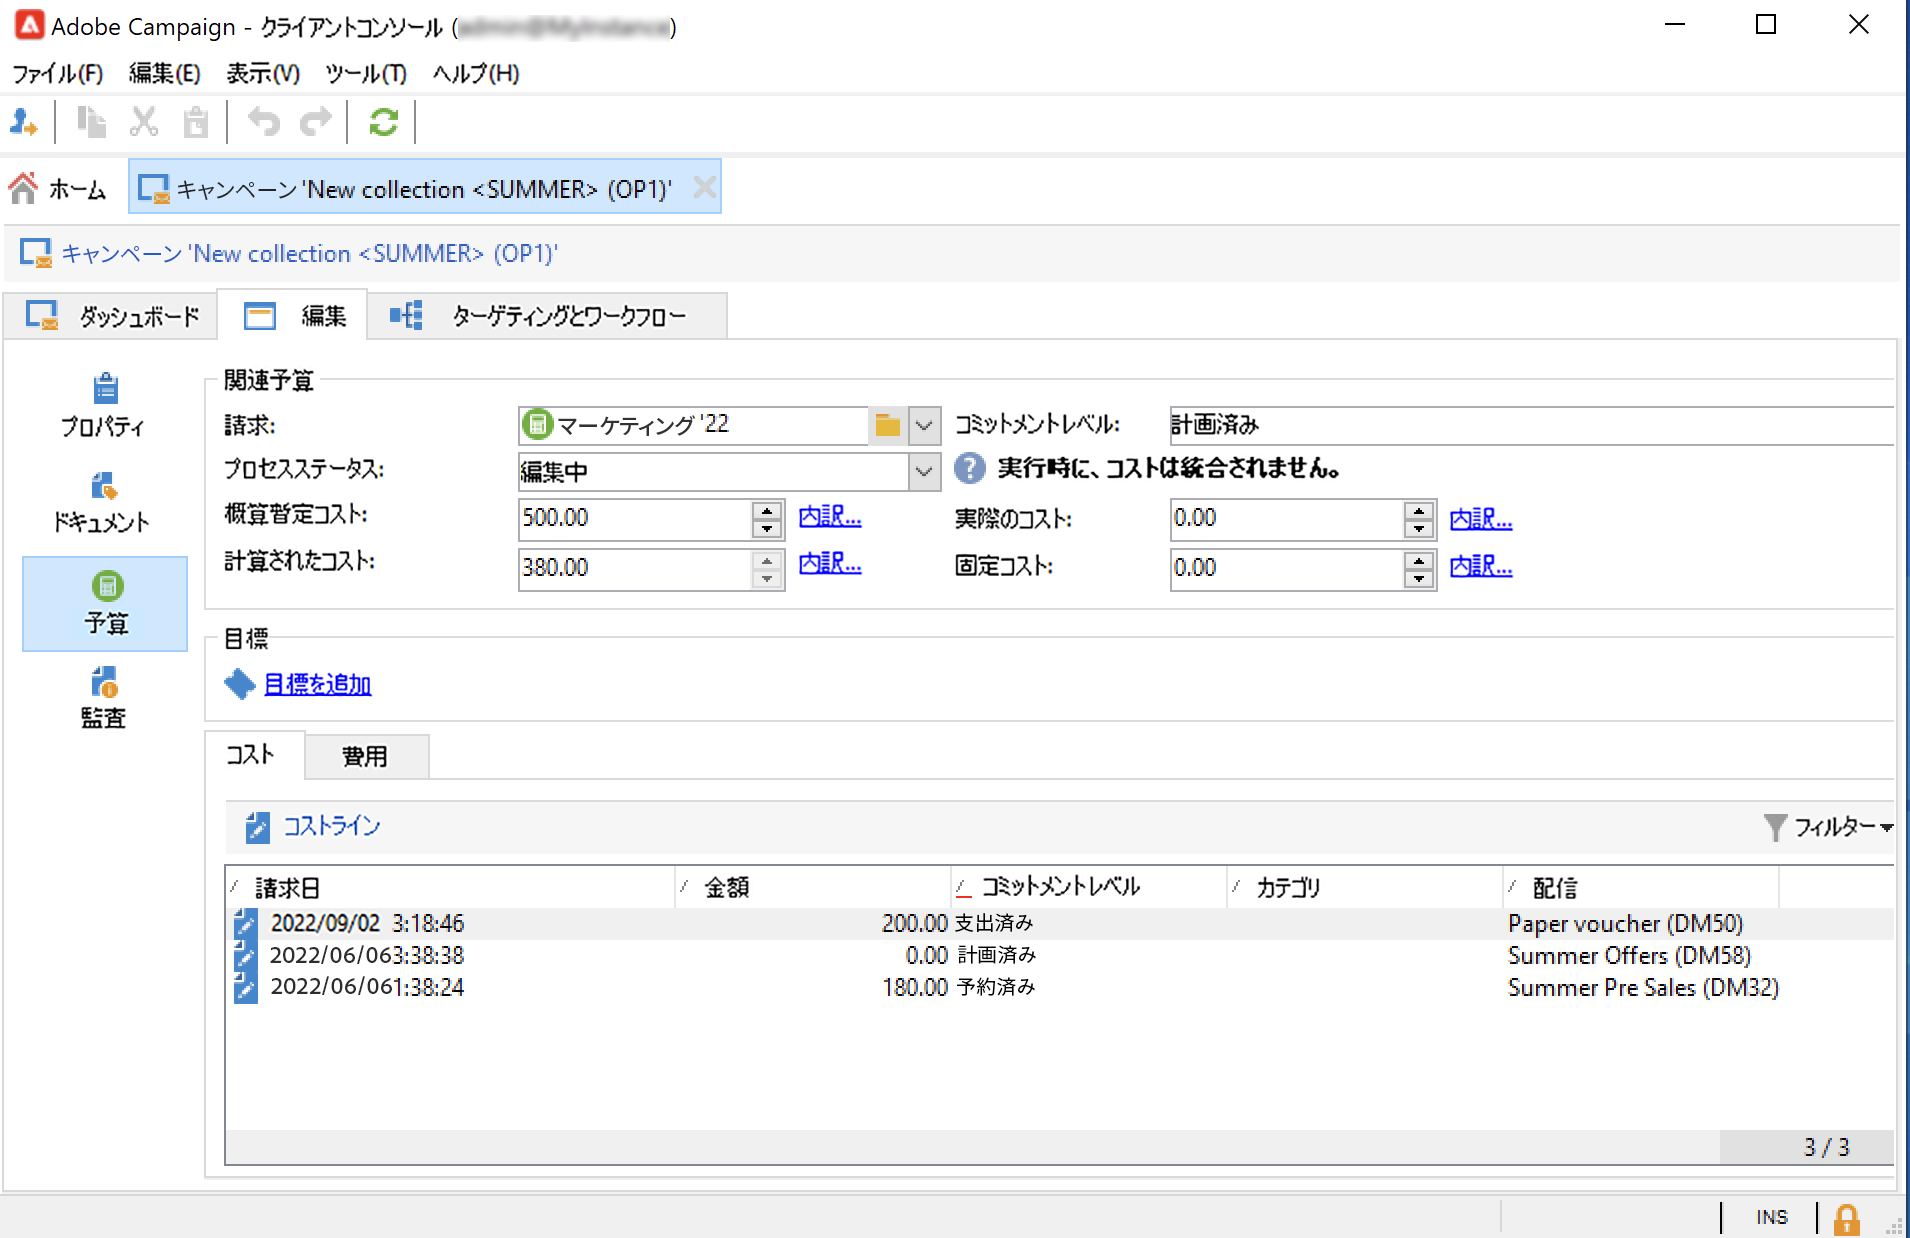 Adobe Campaign - クライアントコンソール ( )
ファイル(F) 編集(E) 表示(V) ツール(T) ヘルプ(H)
ホーム キャンペーン 'New collection <SUMMER> (OP1)'
キャンペーン 'New collection <SUMMER> (OP1)'
ダッシュボード 編集 ターゲティングとワークフロー
プロパティ
ドキュメント
予算
監査
関連予算
請求: マーケティング '22 コミットメントレベル: 計画済み
プロセスステータス: 編集中 ? 実行時に、コストは統合されません。
概算暫定コスト: 500.00 内訳... 実際のコスト: 0.00 内訳...
計算されたコスト: 380.00 内訳... 固定コスト: 0.00 内訳...
目標
目標を追加
コスト 費用
コストライン フィルター
請求日 金額 コミットメントレベル カテゴリ 配信
2022/09/02 3:18:46 200.00 支出済み Paper voucher (DM50)
2022/06/063:38:38 0.00 計画済み Summer Offers (DM58)
2022/06/061:38:24 180.00 予約済み Summer Pre Sales (DM32)
3 / 3
INS